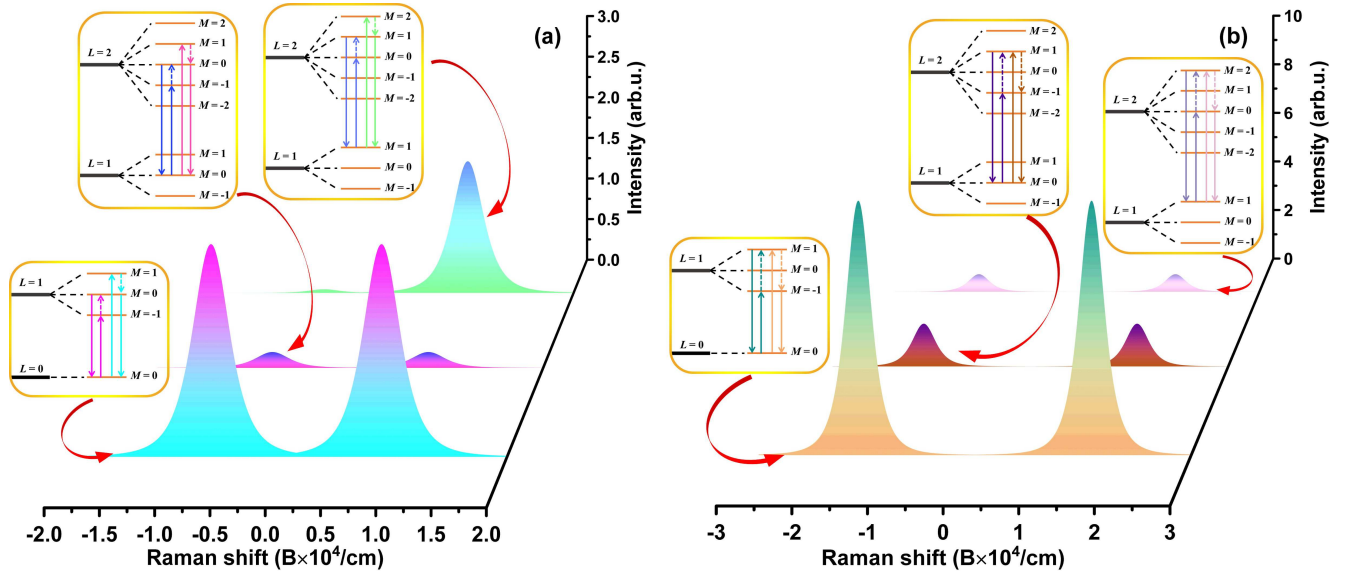 (a)
L = 2
M = 2
M = 1
M = 0
M = -1
M = -2
L = 1
M = 1
M = 0
M = -1
L = 2
M = 2
M = 1
M = 0
M = -1
M = -2
L = 1
M = 1
M = 0
M = -1
L = 1
M = 1
M = 0
M = -1
L = 0
M = 0
3.0
2.5
2.0
1.5
1.0
0.5
0.0
Intensity (arb.u.)
-2.0 -1.5 -1.0 -0.5 0.0 0.5 1.0 1.5 2.0
Raman shift (B×10⁴/cm)
(b)
L = 2
M = 2
M = 1
M = 0
M = -1
M = -2
L = 1
M = 1
M = 0
M = -1
L = 2
M = 2
M = 1
M = 0
M = -1
M = -2
L = 1
M = 1
M = 0
M = -1
L = 1
M = 1
M = 0
M = -1
L = 0
M = 0
10
8
6
4
2
0
Intensity (arb.u.)
-3 -2 -1 0 1 2 3
Raman shift (B×10⁴/cm)